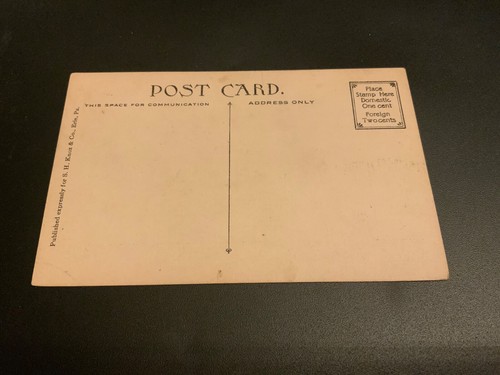 POST CARD.
THIS SPACE FOR COMMUNICATION
ADDRESS ONLY
Place
Stamp Here
Domestic
One cent
Foreign
Two cents
Published expressly for S. H. Knox & Co., Erie, Pa.